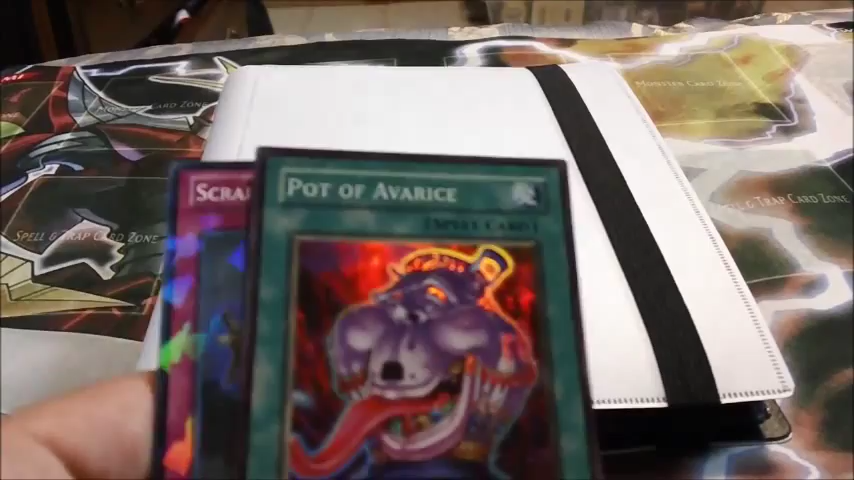 MONSTER CARD ZONE
CARD ZONE
SPELL & TRAP CARD ZONE
SPELL & TRAP CARD ZONE
SCRA
POT OF AVARICE
[SPELL CARD]